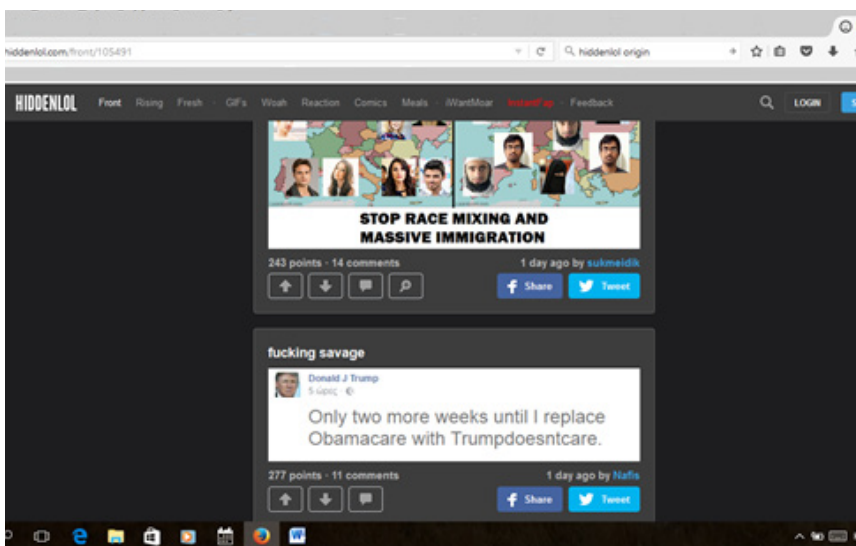 hiddenlol.com/front/105491
hiddenlol origin
HIDDENLOL Front Rising Fresh · GIFs Woah Reaction Comics Meals · iWantMoar InstantFap · Feedback LOGIN
STOP RACE MIXING AND
MASSIVE IMMIGRATION
243 points · 14 comments 1 day ago by sukmeidik
Share Tweet
fucking savage
Donald J Trump
5 ώρες ·
Only two more weeks until I replace
Obamacare with Trumpdoesntcare.
277 points · 11 comments 1 day ago by Nafis
Share Tweet